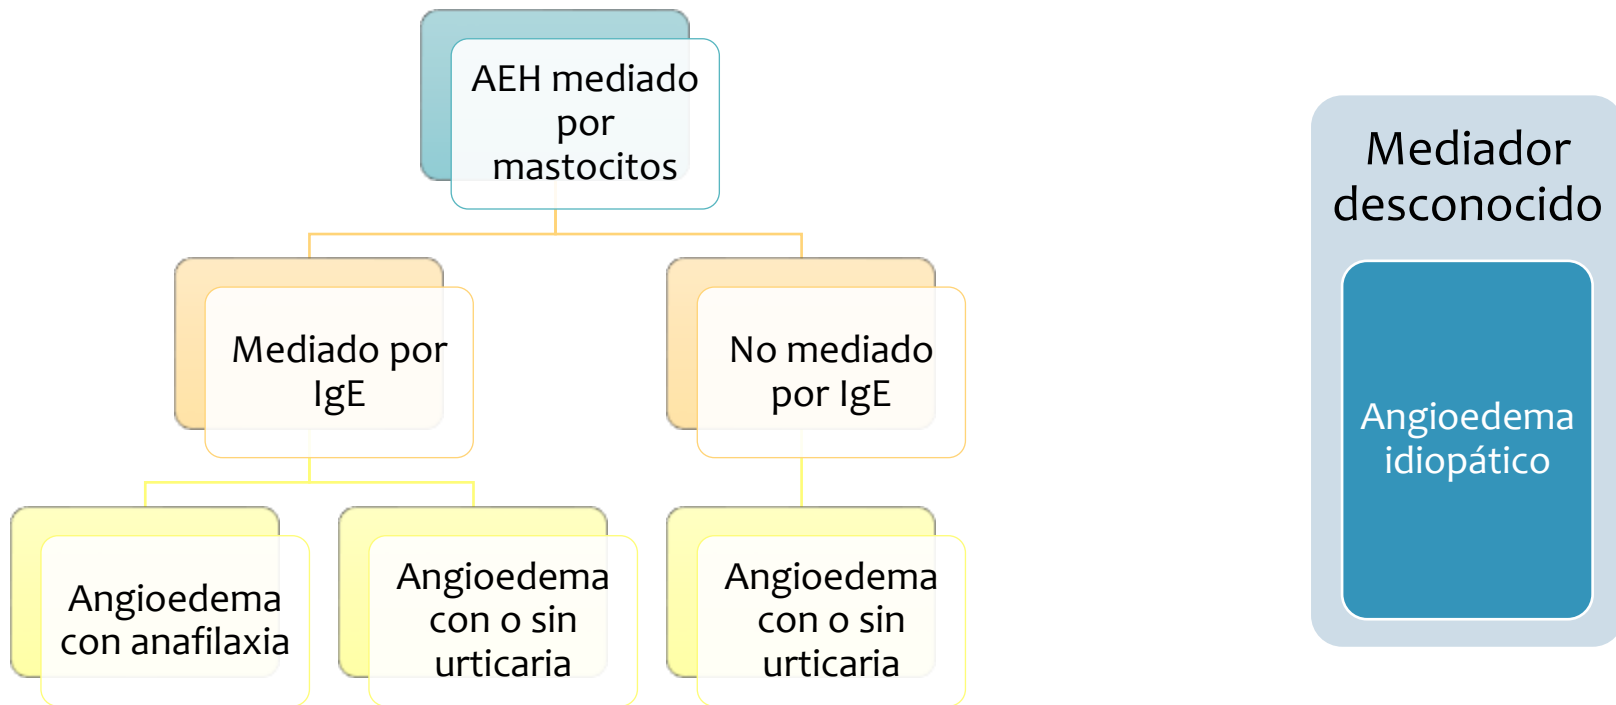 AEH mediado
por
mastocitos
Mediado por
IgE
No mediado
por IgE
Angioedema
con anafilaxia
Angioedema
con o sin
urticaria
Angioedema
con o sin
urticaria
Mediador
desconocido
Angioedema
idiopático